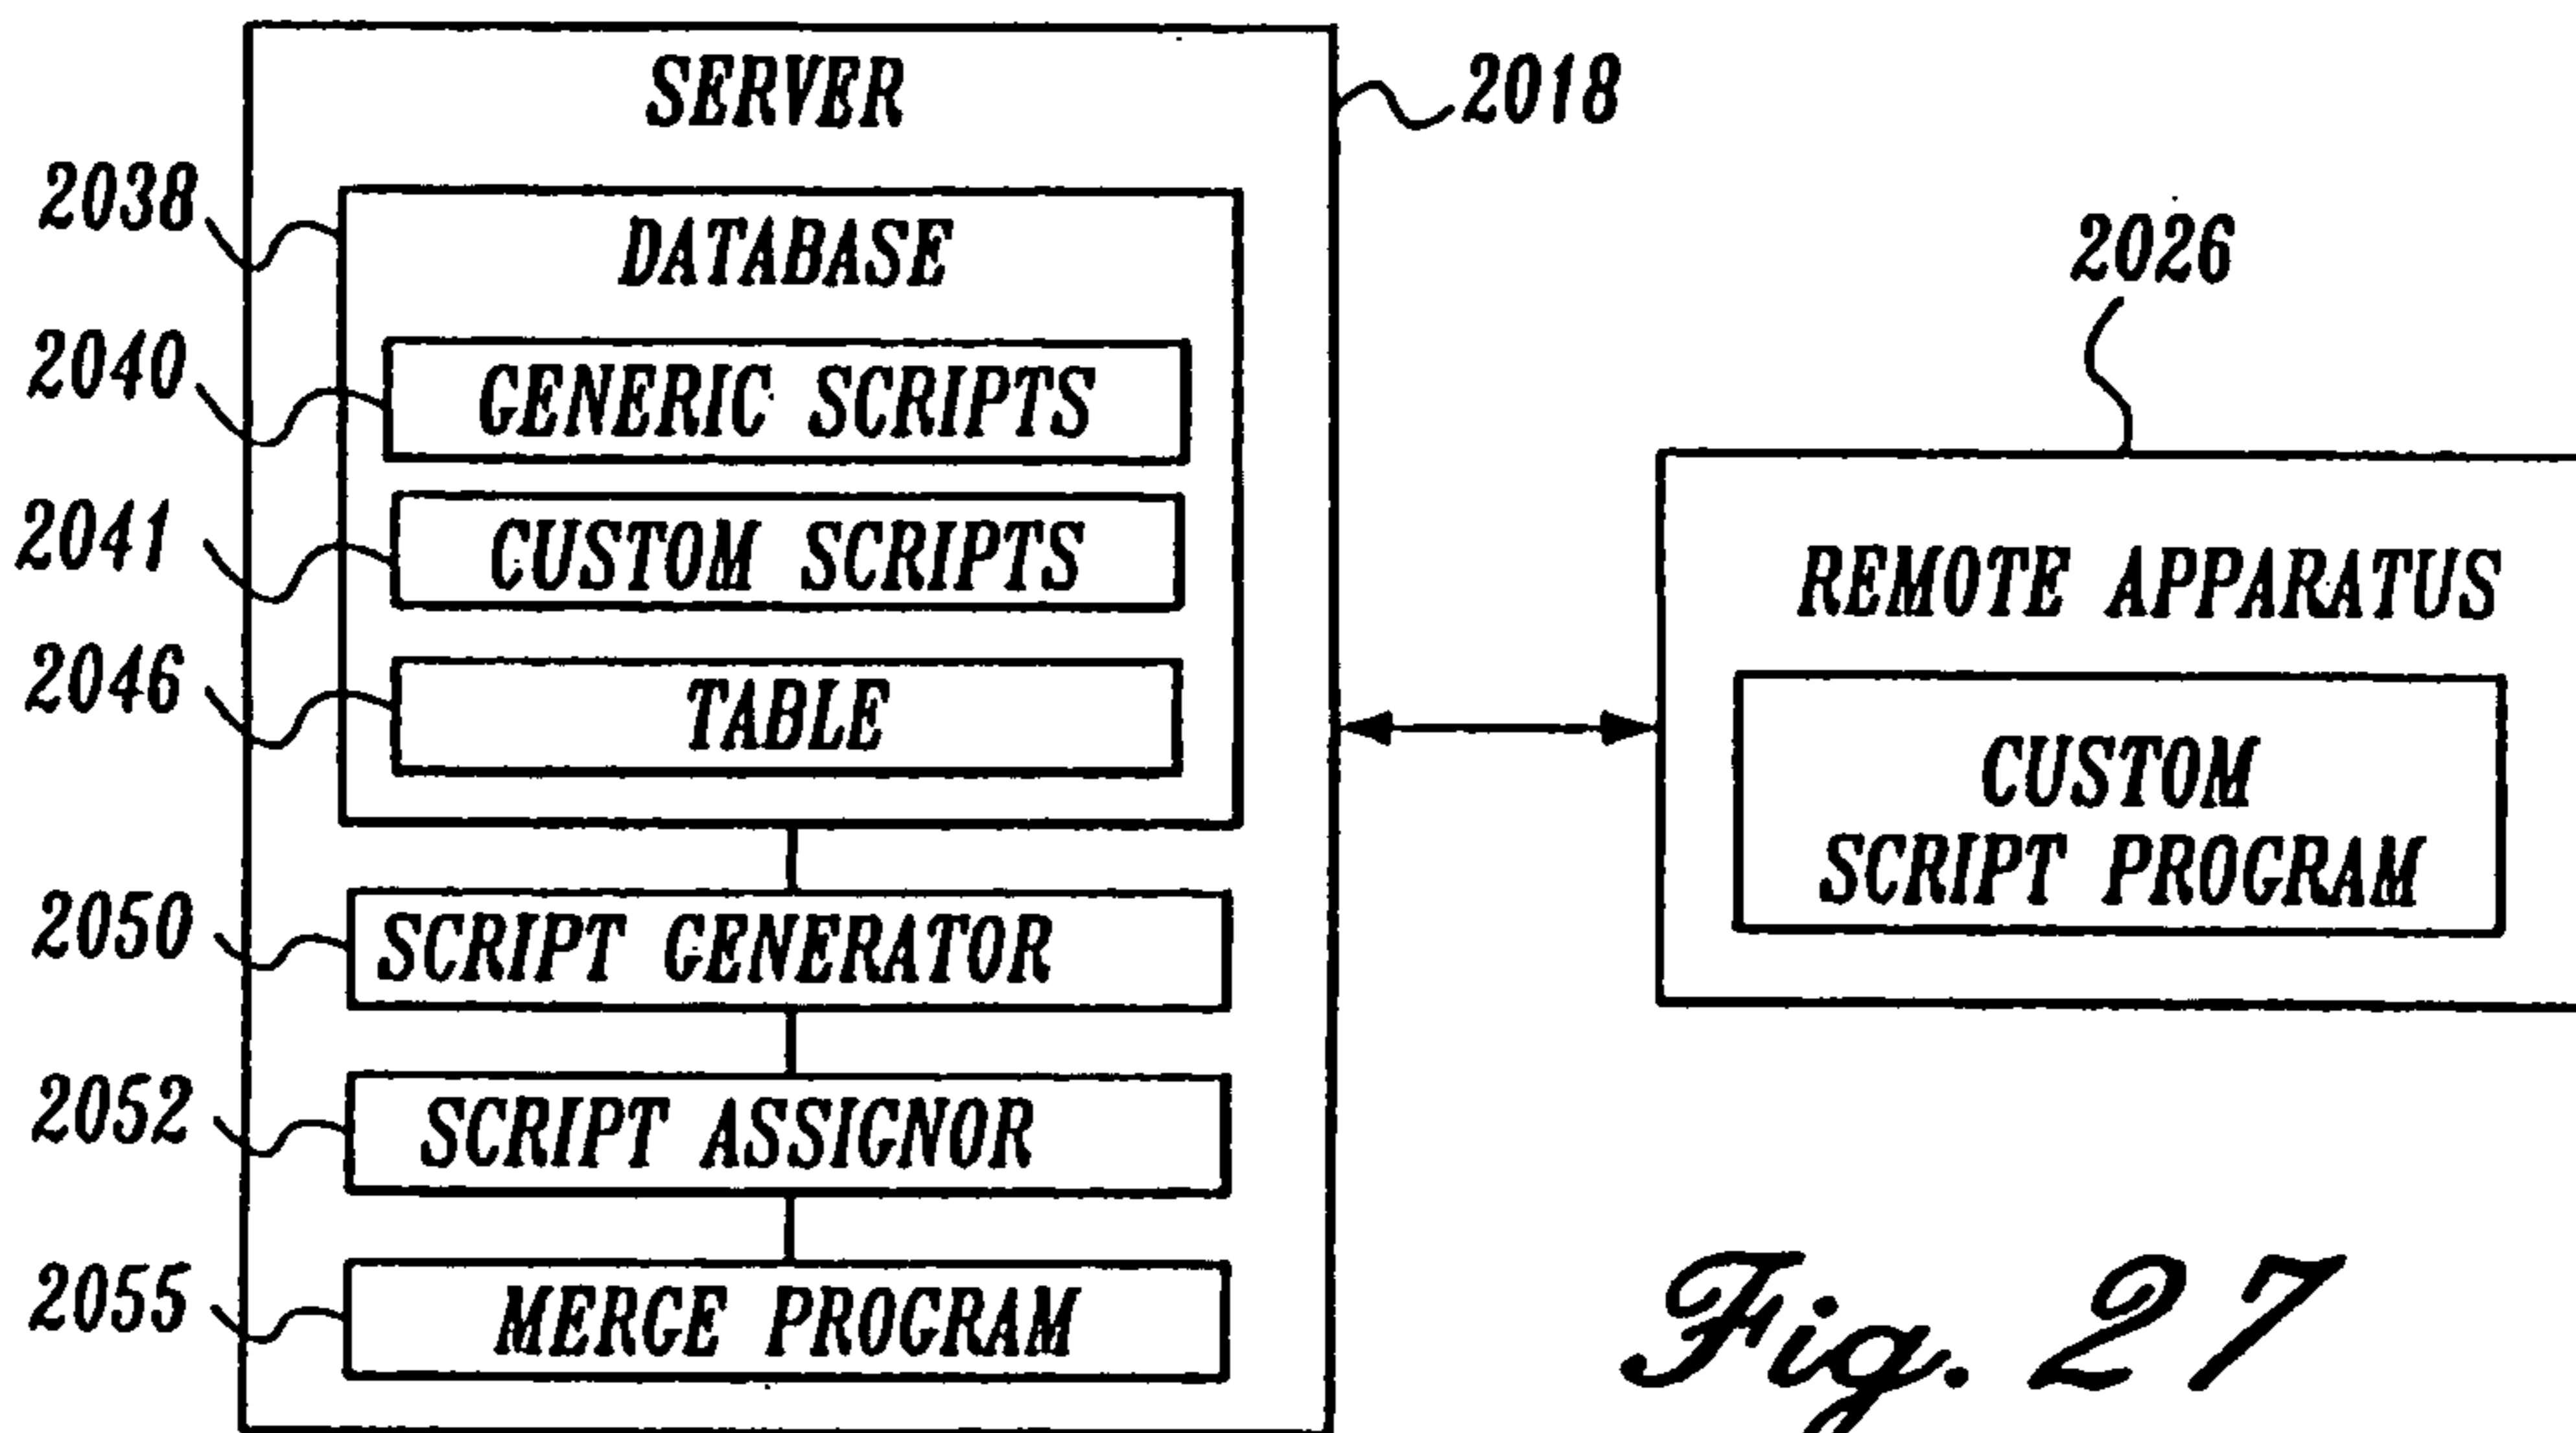 SERVER
2018
2038
DATABASE
2040
GENERIC SCRIPTS
2041
CUSTOM SCRIPTS
2046
TABLE
2050
SCRIPT GENERATOR
2052
SCRIPT ASSIGNOR
2055
MERGE PROGRAM
2026
REMOTE APPARATUS
CUSTOM
SCRIPT PROGRAM
Fig. 27